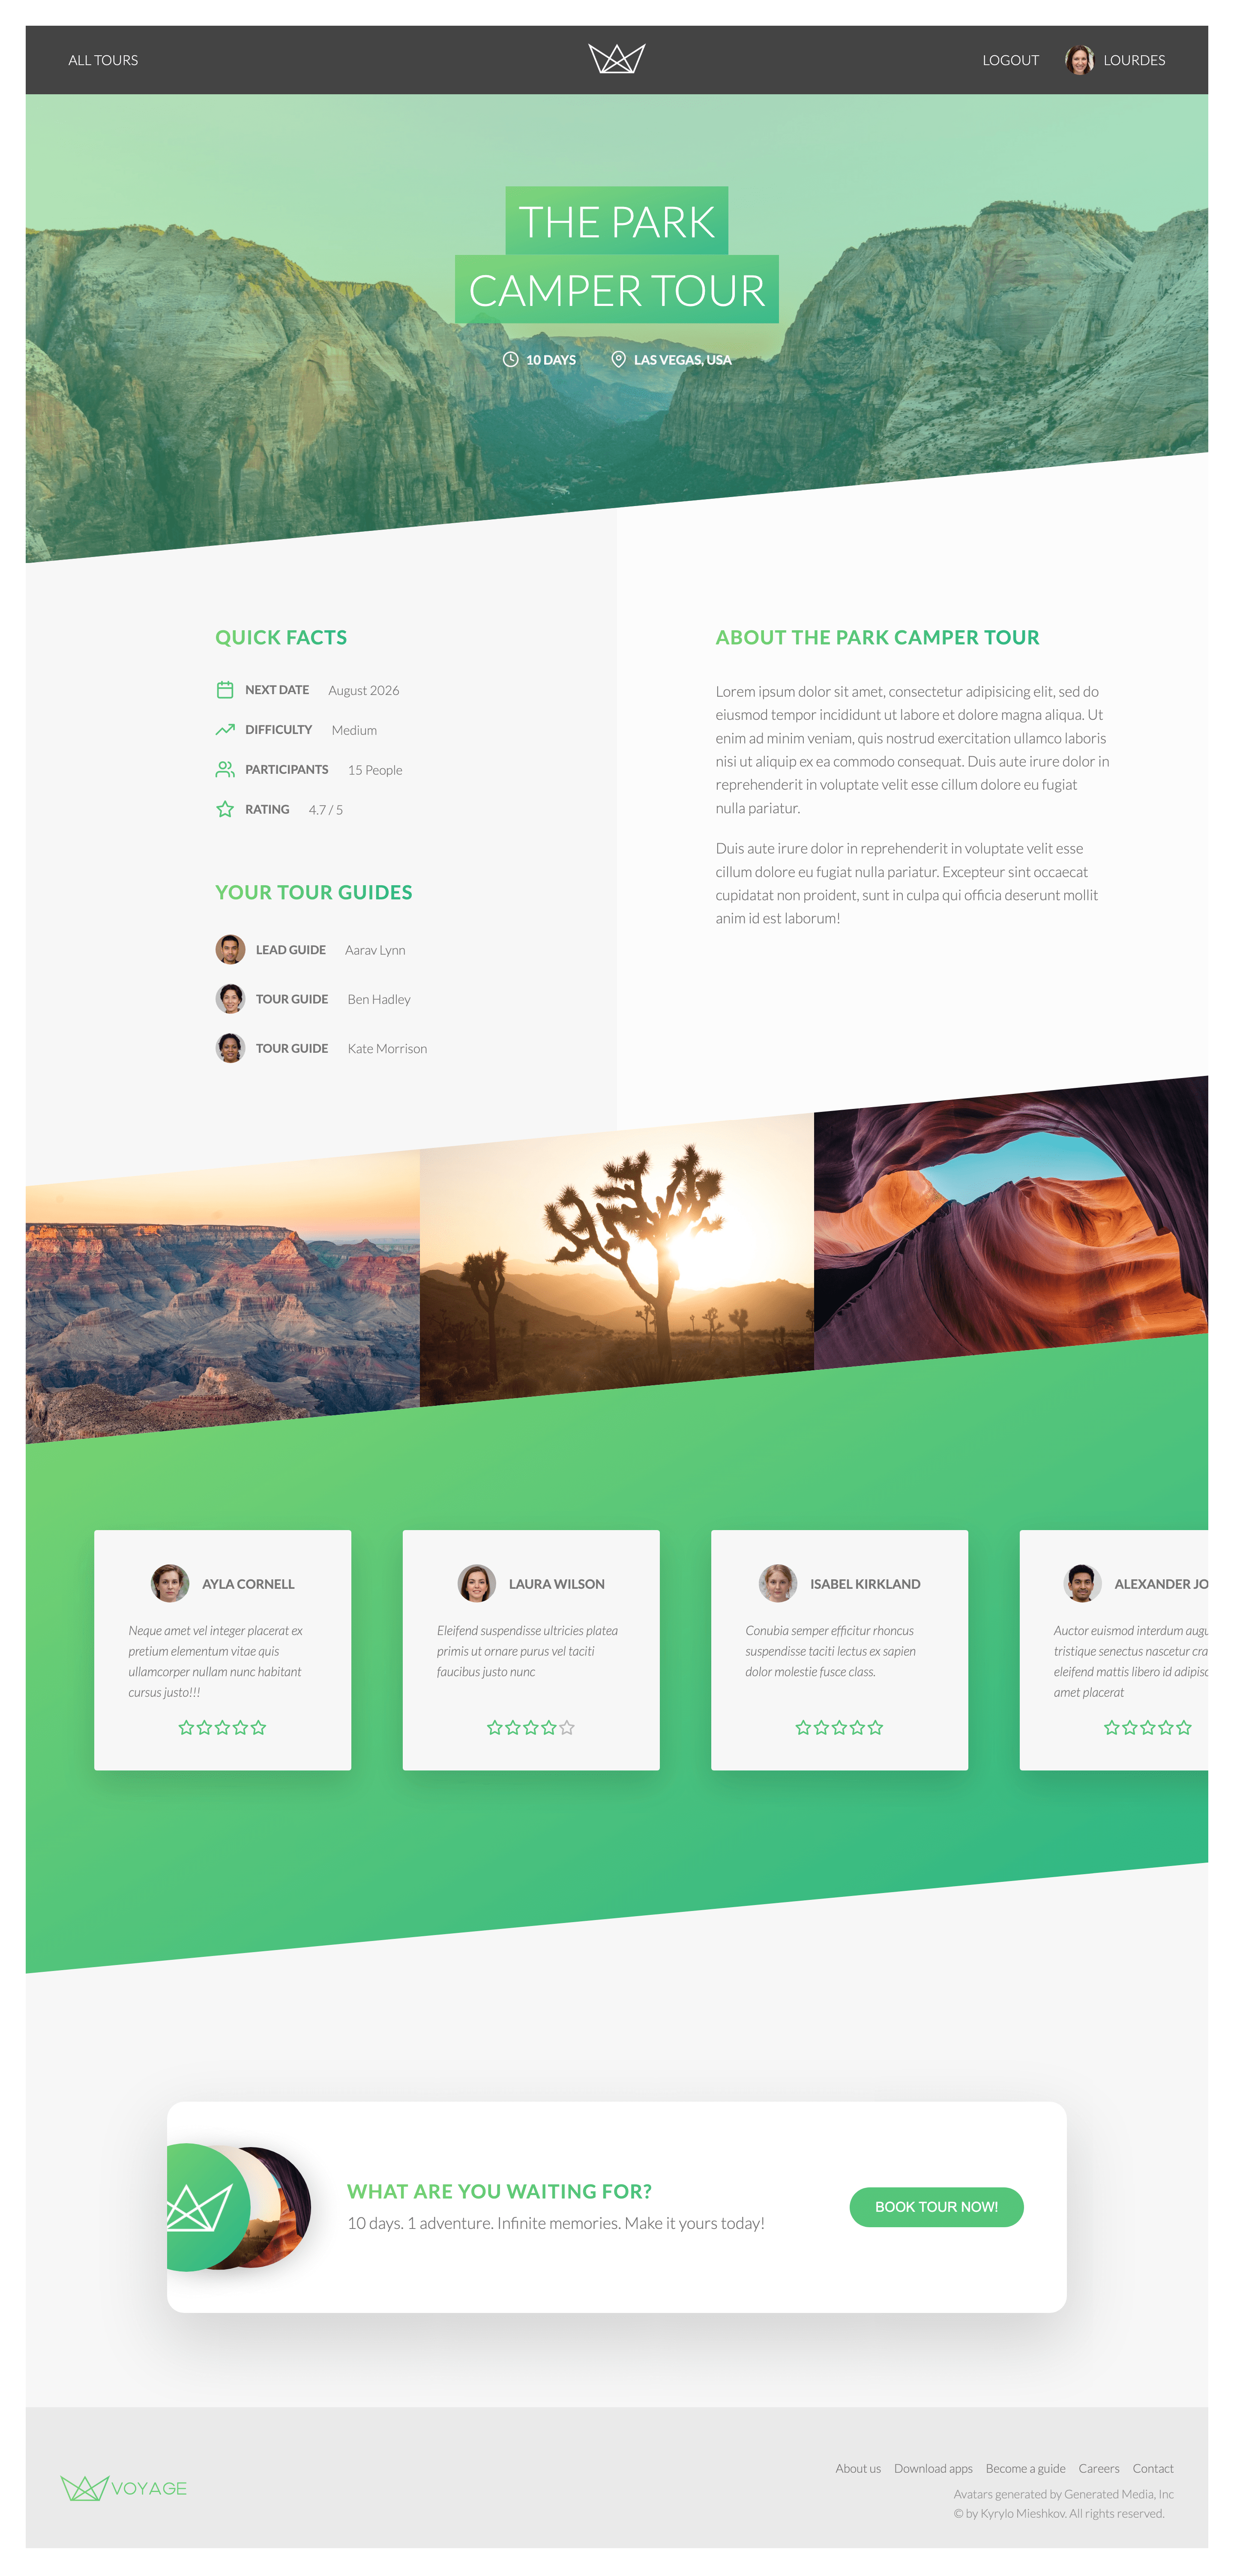 ALL TOURS
LOGOUT
LOURDES
THE PARK
CAMPER TOUR
10 DAYS
LAS VEGAS, USA
QUICK FACTS
NEXT DATE August 2026
DIFFICULTY Medium
PARTICIPANTS 15 People
RATING 4.7 / 5
YOUR TOUR GUIDES
LEAD GUIDE Aarav Lynn
TOUR GUIDE Ben Hadley
TOUR GUIDE Kate Morrison
ABOUT THE PARK CAMPER TOUR
Lorem ipsum dolor sit amet, consectetur adipisicing elit, sed do
eiusmod tempor incididunt ut labore et dolore magna aliqua. Ut
enim ad minim veniam, quis nostrud exercitation ullamco laboris
nisi ut aliquip ex ea commodo consequat. Duis aute irure dolor in
reprehenderit in voluptate velit esse cillum dolore eu fugiat
nulla pariatur.
Duis aute irure dolor in reprehenderit in voluptate velit esse
cillum dolore eu fugiat nulla pariatur. Excepteur sint occaecat
cupidatat non proident, sunt in culpa qui officia deserunt mollit
anim id est laborum!
AYLA CORNELL
Neque amet vel integer placerat ex
pretium elementum vitae quis
ullamcorper nullam nunc habitant
cursus justo!!!
LAURA WILSON
Eleifend suspendisse ultricies platea
primis ut ornare purus vel taciti
faucibus justo nunc
ISABEL KIRKLAND
Conubia semper efficitur rhoncus
suspendisse taciti lectus ex sapien
dolor molestie fusce class.
ALEXANDER JO
Auctor euismod interdum augu
tristique senectus nascetur cra
eleifend mattis libero id adipisc
amet placerat
WHAT ARE YOU WAITING FOR?
10 days. 1 adventure. Infinite memories. Make it yours today!
BOOK TOUR NOW!
VOYAGE
About us Download apps Become a guide Careers Contact
Avatars generated by Generated Media, Inc
© by Kyrylo Mieshkov. All rights reserved.